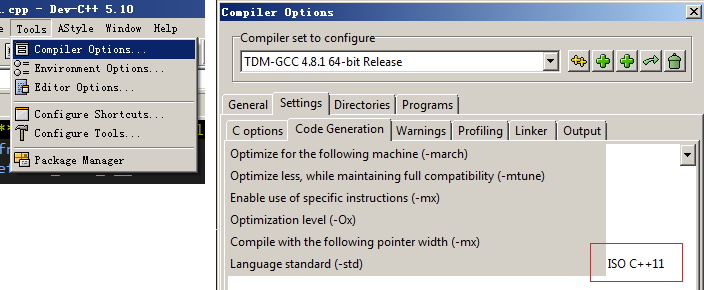 .cpp - Dev-C++ 5.10
Tools AStyle Window Help
Compiler Options...
Environment Options...
Editor Options...
Configure Shortcuts...
Configure Tools...
Package Manager
Compiler Options
Compiler set to configure
TDM-GCC 4.8.1 64-bit Release
General Settings Directories Programs
C options Code Generation Warnings Profiling Linker Output
Optimize for the following machine (-march)
Optimize less, while maintaining full compatibility (-mtune)
Enable use of specific instructions (-mx)
Optimization level (-Ox)
Compile with the following pointer width (-mx)
Language standard (-std) ISO C++11